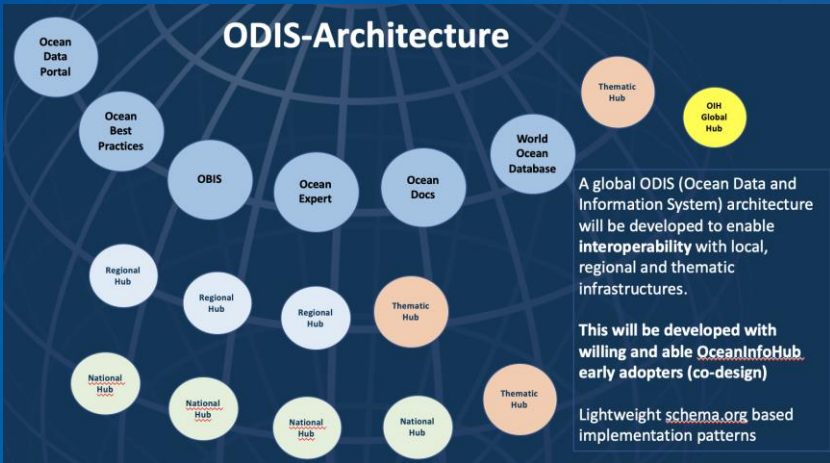 ODIS-Architecture
Ocean
Data
Portal
Ocean
Best
Practices
OBIS
Ocean
Expert
Ocean
Docs
World
Ocean
Database
Thematic
Hub
OIH
Global
Hub
Regional
Hub
Regional
Hub
Regional
Hub
Thematic
Hub
National
Hub
National
Hub
National
Hub
National
Hub
Thematic
Hub
A global ODIS (Ocean Data and
Information System) architecture
will be developed to enable
interoperability with local,
regional and thematic
infrastructures.
This will be developed with
willing and able OceanInfoHub
early adopters (co-design)
Lightweight schema.org based
implementation patterns